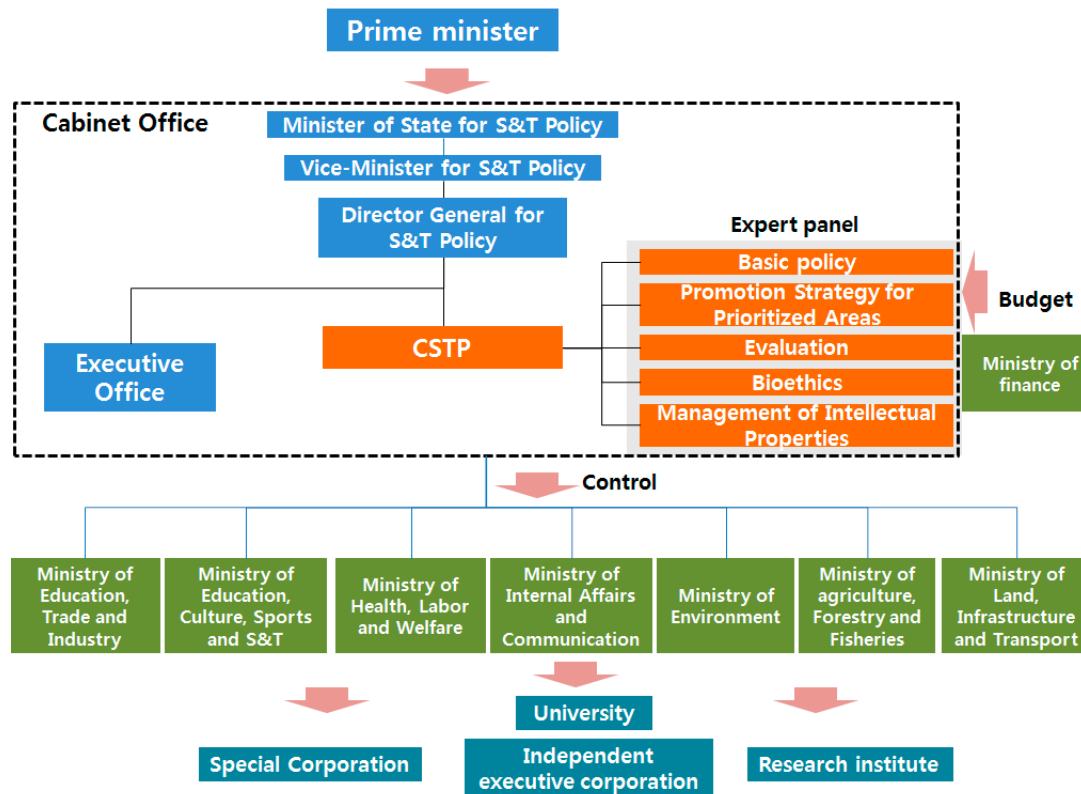 Prime minister
Cabinet Office
Minister of State for S&T Policy
Vice-Minister for S&T Policy
Director General for
S&T Policy
Expert panel
Basic policy
Promotion Strategy for
Prioritized Areas
Evaluation
Bioethics
Management of Intellectual
Properties
CSTP
Executive
Office
Budget
Ministry of
finance
Control
Ministry of
Education,
Trade and
Industry
Ministry of
Education,
Culture, Sports
and S&T
Ministry of
Health, Labor
and Welfare
Ministry of
Internal Affairs
and
Communication
Ministry of
Environment
Ministry of
agriculture,
Forestry and
Fisheries
Ministry of
Land,
Infrastructure
and Transport
University
Special Corporation
Independent
executive corporation
Research institute